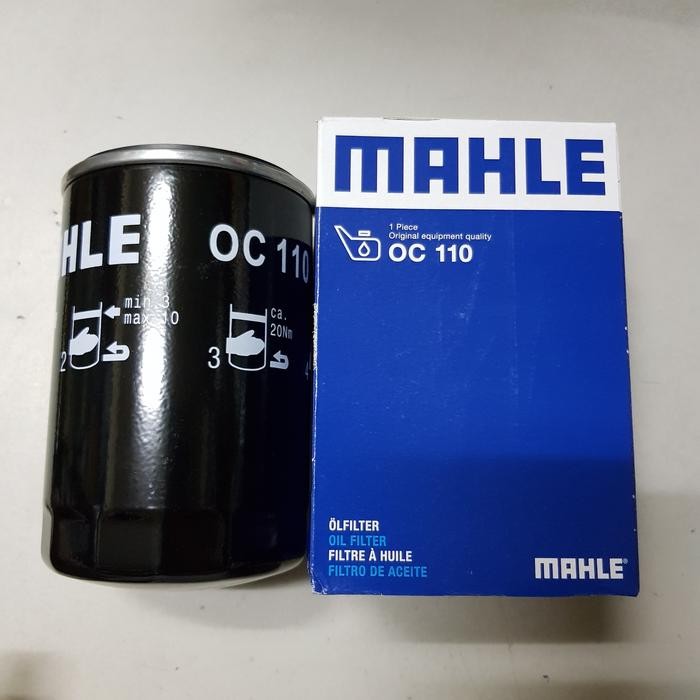 HLE
OC 110
min.3
max.10
2
ca.
20Nm
3
MAHLE
1 Piece
Original equipment quality
OC 110
ÖLFILTER
OIL FILTER
FILTRE À HUILE
FILTRO DE ACEITE
MAHLE®